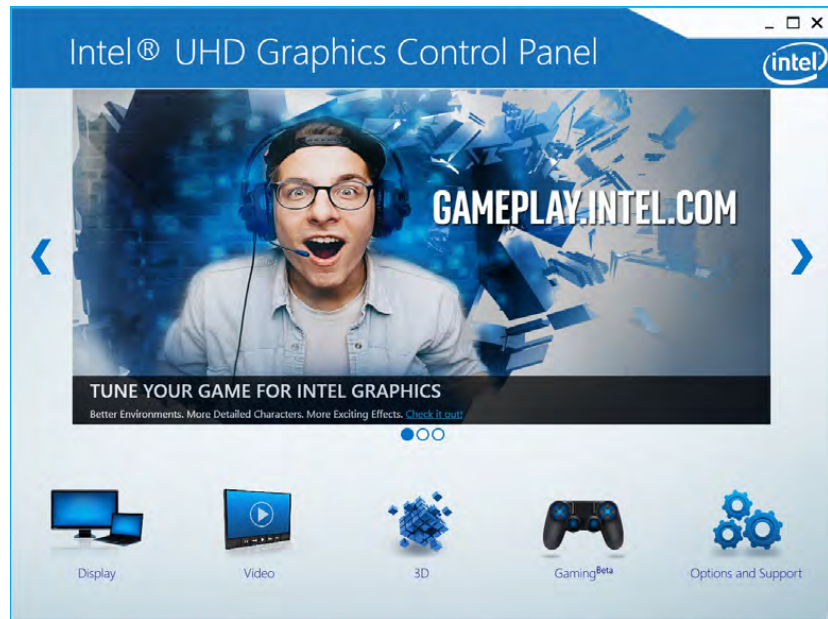 Intel® UHD Graphics Control Panel
intel
GAMEPLAY.INTEL.COM
TUNE YOUR GAME FOR INTEL GRAPHICS
Better Environments. More Detailed Characters. More Exciting Effects. Check it out!
Display
Video
3D
GamingBeta
Options and Support